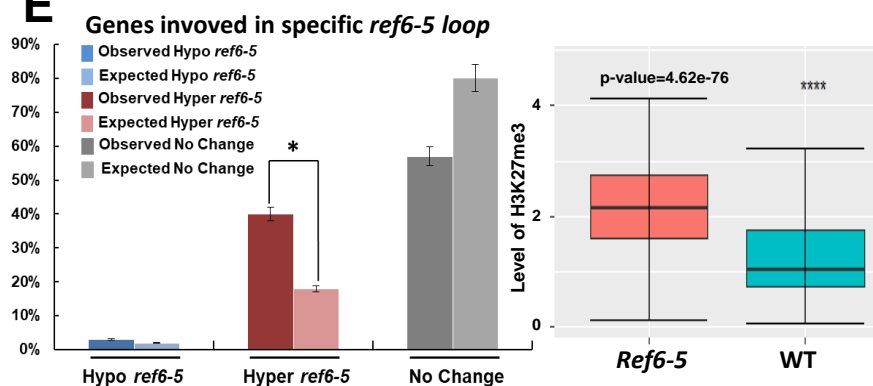 E
Genes invoved in specific ref6-5 loop
90%
80%
70%
60%
50%
40%
30%
20%
10%
0%
Observed Hypo ref6-5
Expected Hypo ref6-5
Observed Hyper ref6-5
Expected Hyper ref6-5
Observed No Change
Expected No Change
*
Hypo ref6-5
Hyper ref6-5
No Change
Level of H3K27me3
4
2
0
p-value=4.62e-76
****
Ref6-5
WT